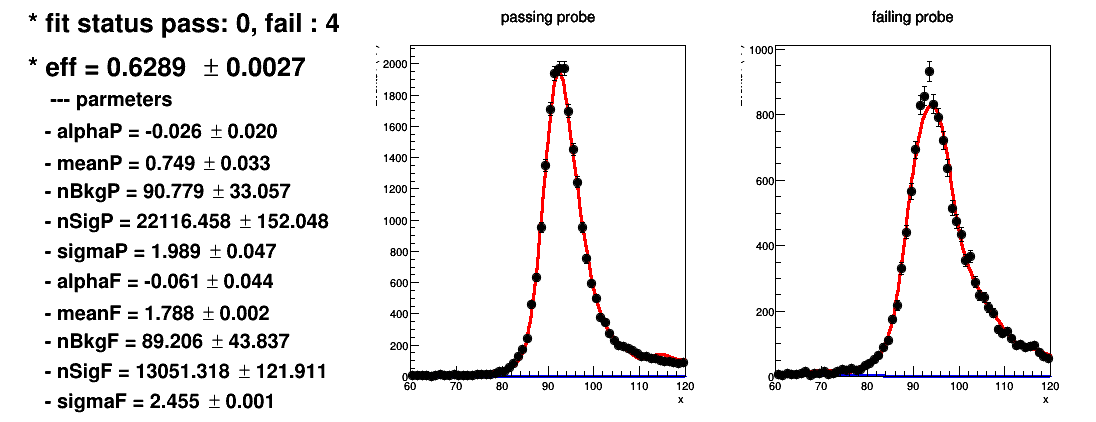 * fit status pass: 0, fail : 4
* eff = 0.6289 ± 0.0027
--- parmeters
- alphaP = -0.026 ± 0.020
- meanP = 0.749 ± 0.033
- nBkgP = 90.779 ± 33.057
- nSigP = 22116.458 ± 152.048
- sigmaP = 1.989 ± 0.047
- alphaF = -0.061 ± 0.044
- meanF = 1.788 ± 0.002
- nBkgF = 89.206 ± 43.837
- nSigF = 13051.318 ± 121.911
- sigmaF = 2.455 ± 0.001
passing probe
2000
1800
1600
1400
1200
1000
800
600
400
200
0
60 70 80 90 100 110 120
x
failing probe
1000
800
600
400
200
0
60 70 80 90 100 110 120
x